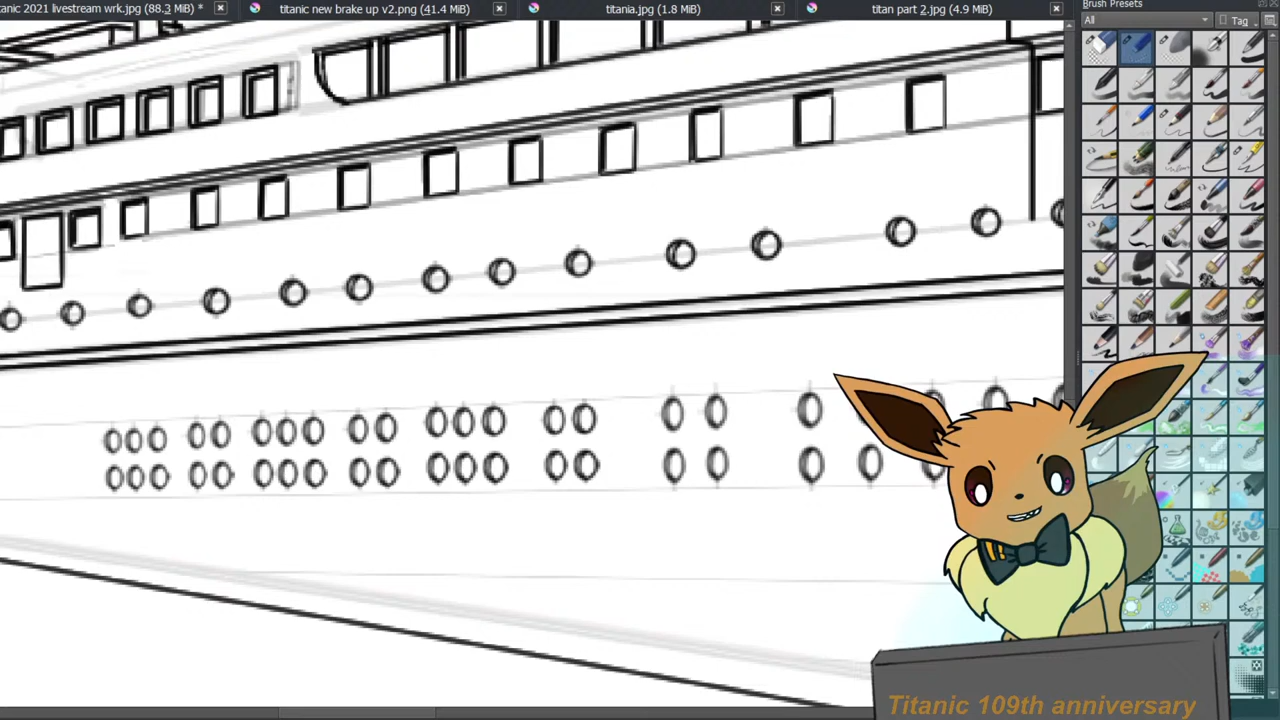 tanic 2021 livestream wrk.jpg (88.3 MiB) *
titanic new brake up v2.png (41.4 MiB)
titania.jpg (1.8 MiB)
titan part 2.jpg (4.9 MiB)
Brush Presets
All
Tag
Titanic 109th anniversary